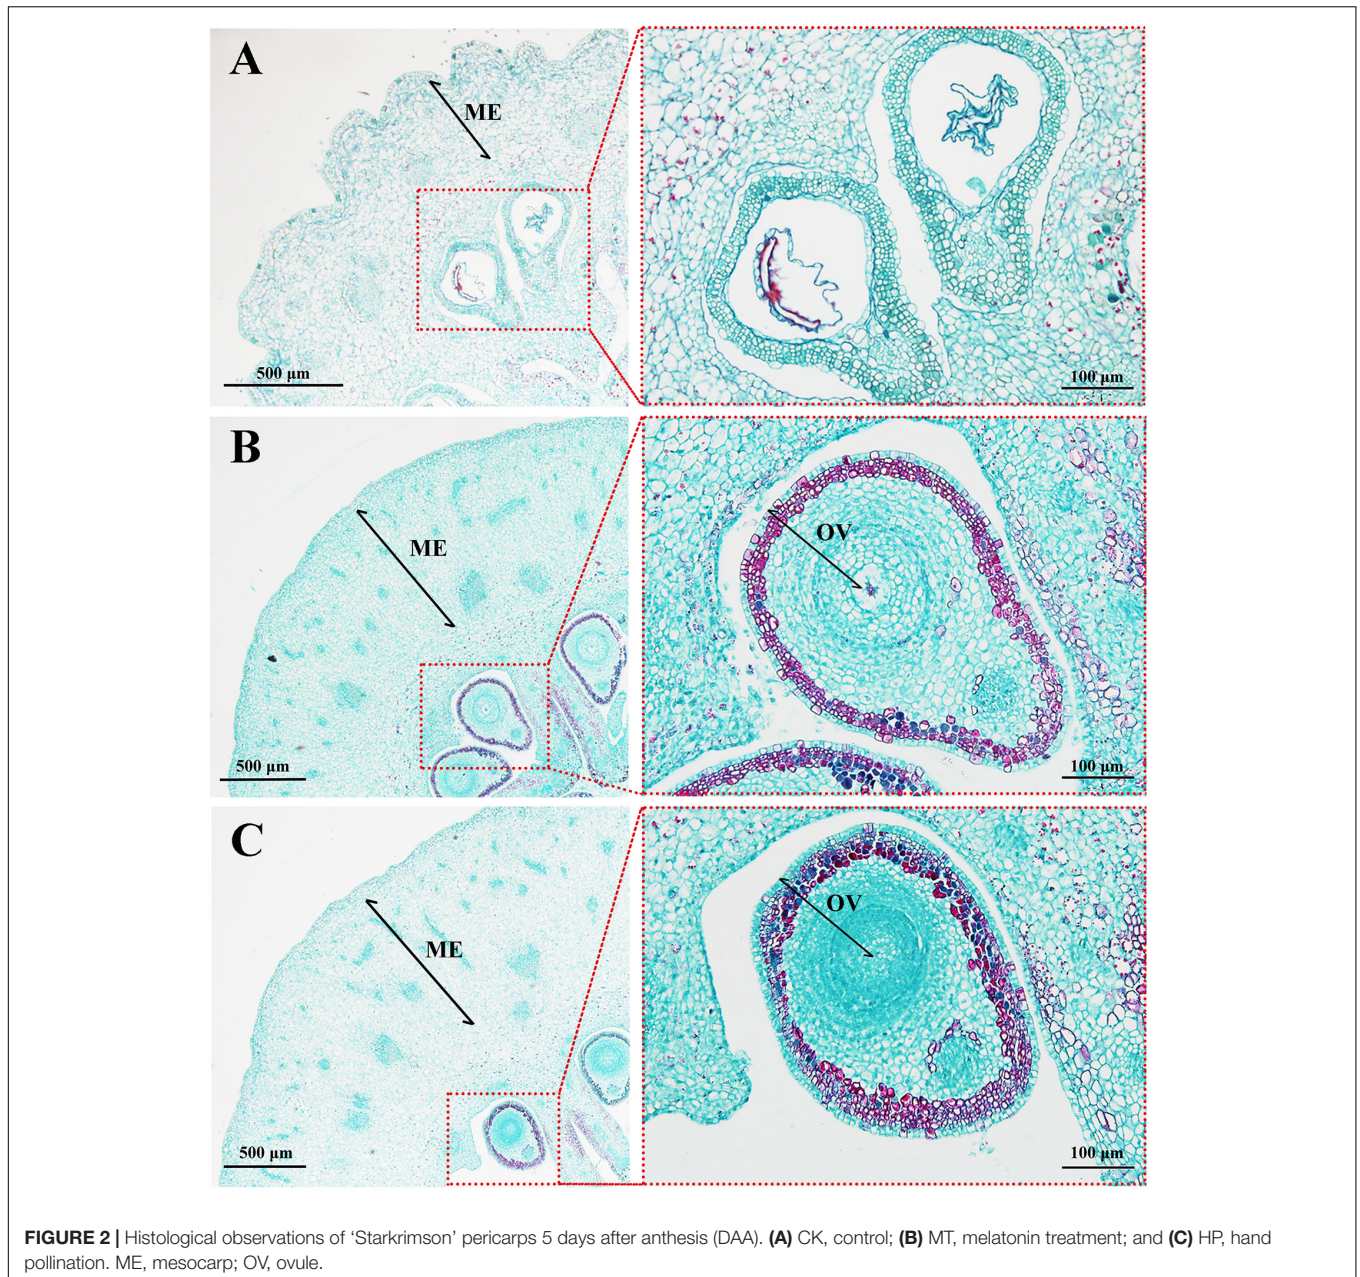 A
ME
500 µm
100 µm
B
ME
OV
500 µm
100 µm
C
ME
OV
500 µm
100 µm
FIGURE 2 | Histological observations of ‘Starkrimson’ pericarps 5 days after anthesis (DAA). (A) CK, control; (B) MT, melatonin treatment; and (C) HP, hand
pollination. ME, mesocarp; OV, ovule.